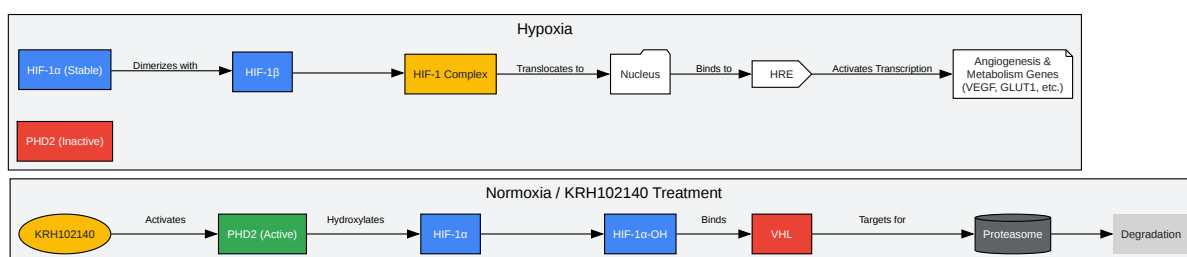 Hypoxia
HIF-1α (Stable)
Dimerizes with
HIF-1β
HIF-1 Complex
Translocates to
Nucleus
Binds to
HRE
Activates Transcription
Angiogenesis &
Metabolism Genes
(VEGF, GLUT1, etc.)
PHD2 (Inactive)
Normoxia / KRH102140 Treatment
KRH102140
Activates
PHD2 (Active)
Hydroxylates
HIF-1α
HIF-1α-OH
Binds
VHL
Targets for
Proteasome
Degradation